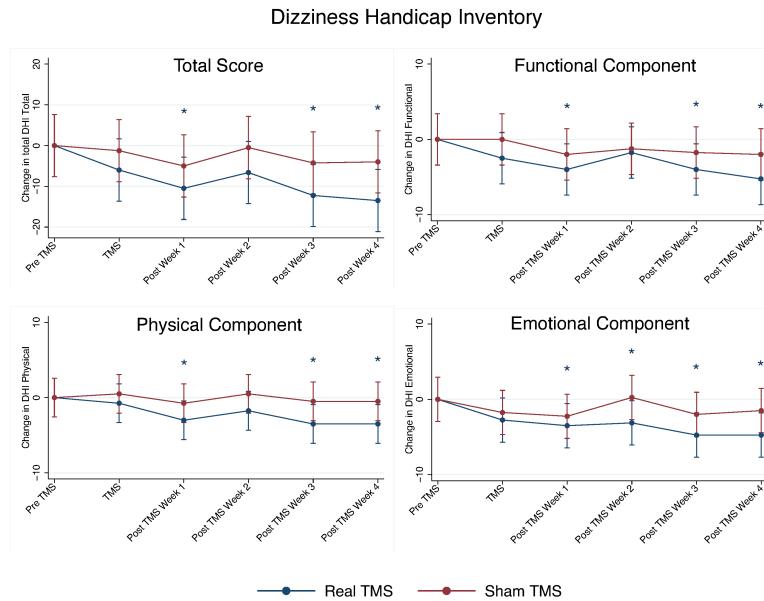 Dizziness Handicap Inventory
Total Score
Change in total DHI Total
20
10
0
−10
−20
*
*
*
Pre TMS
TMS
Post Week 1
Post Week 2
Post Week 3
Post Week 4
Functional Component
Change in DHI Functional
10
0
−10
*
*
*
Pre TMS
TMS
Post TMS Week 1
Post TMS Week 2
Post TMS Week 3
Post TMS Week 4
Physical Component
Change in DHI Physical
10
0
−10
*
*
*
Pre TMS
TMS
Post TMS Week 1
Post TMS Week 2
Post TMS Week 3
Post TMS Week 4
Emotional Component
Change in DHI Emotional
10
0
−10
*
*
*
*
Pre TMS
TMS
Post TMS Week 1
Post TMS Week 2
Post TMS Week 3
Post TMS Week 4
Real TMS
Sham TMS